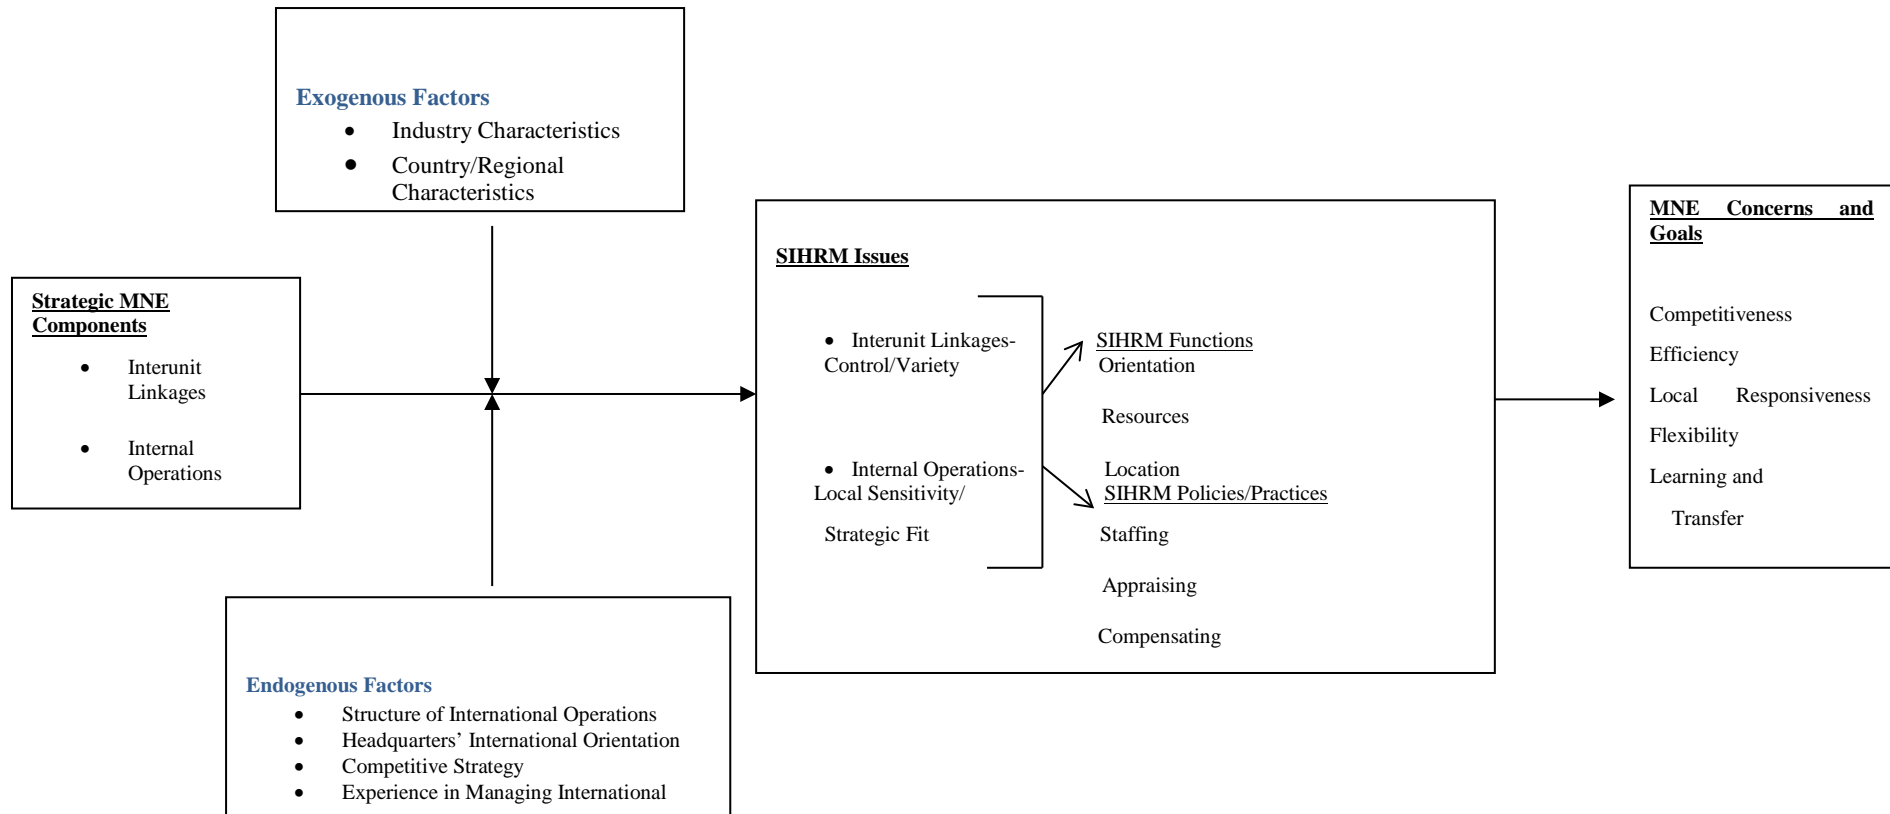 Exogenous Factors
• Industry Characteristics
• Country/Regional
Characteristics
Strategic MNE
Components
• Interunit
Linkages
• Internal
Operations
Endogenous Factors
• Structure of International Operations
• Headquarters’ International Orientation
• Competitive Strategy
• Experience in Managing International
SIHRM Issues
• Interunit Linkages-
Control/Variety
• Internal Operations-
Local Sensitivity/
Strategic Fit
SIHRM Functions
Orientation
Resources
Location
SIHRM Policies/Practices
Staffing
Appraising
Compensating
MNE Concerns and
Goals
Competitiveness
Efficiency
Local Responsiveness
Flexibility
Learning and
Transfer